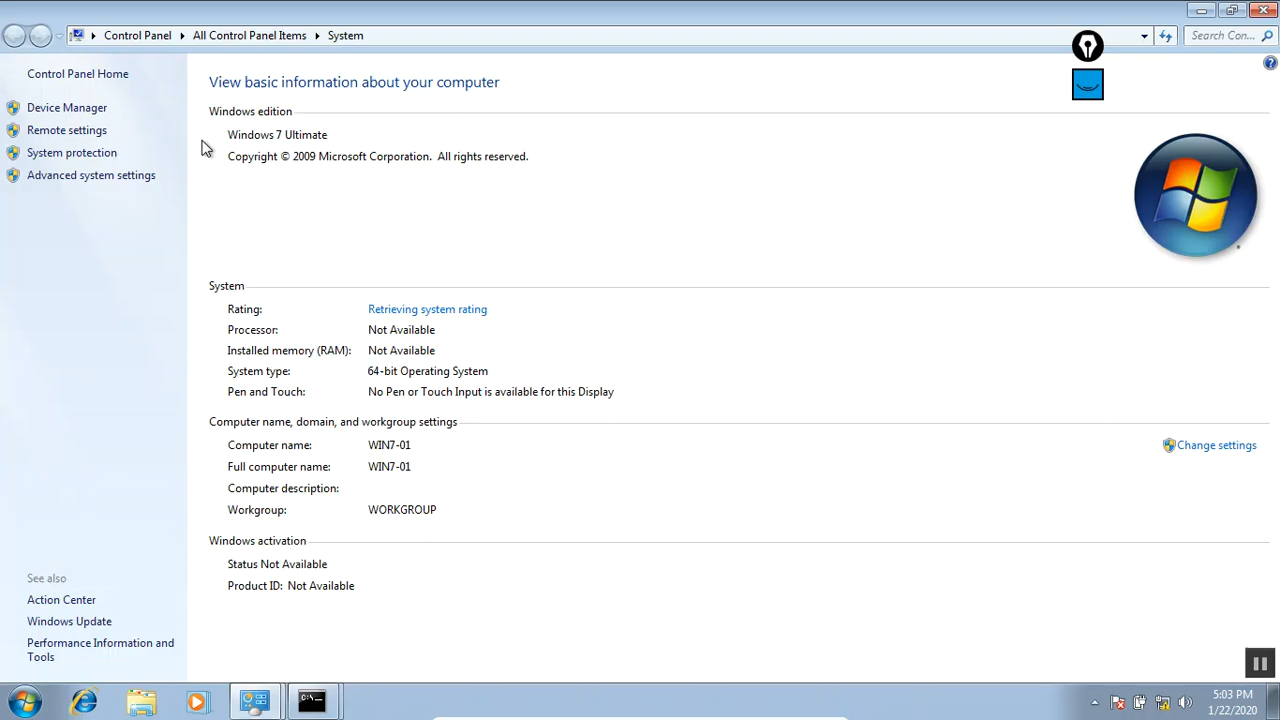 Control Panel
All Control Panel Items
System
Search Con...
Control Panel Home
Device Manager
Remote settings
System protection
Advanced system settings
See also
Action Center
Windows Update
Performance Information and
Tools
View basic information about your computer
Windows edition
Windows 7 Ultimate
Copyright © 2009 Microsoft Corporation. All rights reserved.
System
Rating: Retrieving system rating
Processor: Not Available
Installed memory (RAM): Not Available
System type: 64-bit Operating System
Pen and Touch: No Pen or Touch Input is available for this Display
Computer name, domain, and workgroup settings
Computer name: WIN7-01
Change settings
Full computer name: WIN7-01
Computer description:
Workgroup: WORKGROUP
Windows activation
Status Not Available
Product ID: Not Available
C:\_
5:03 PM
1/22/2020